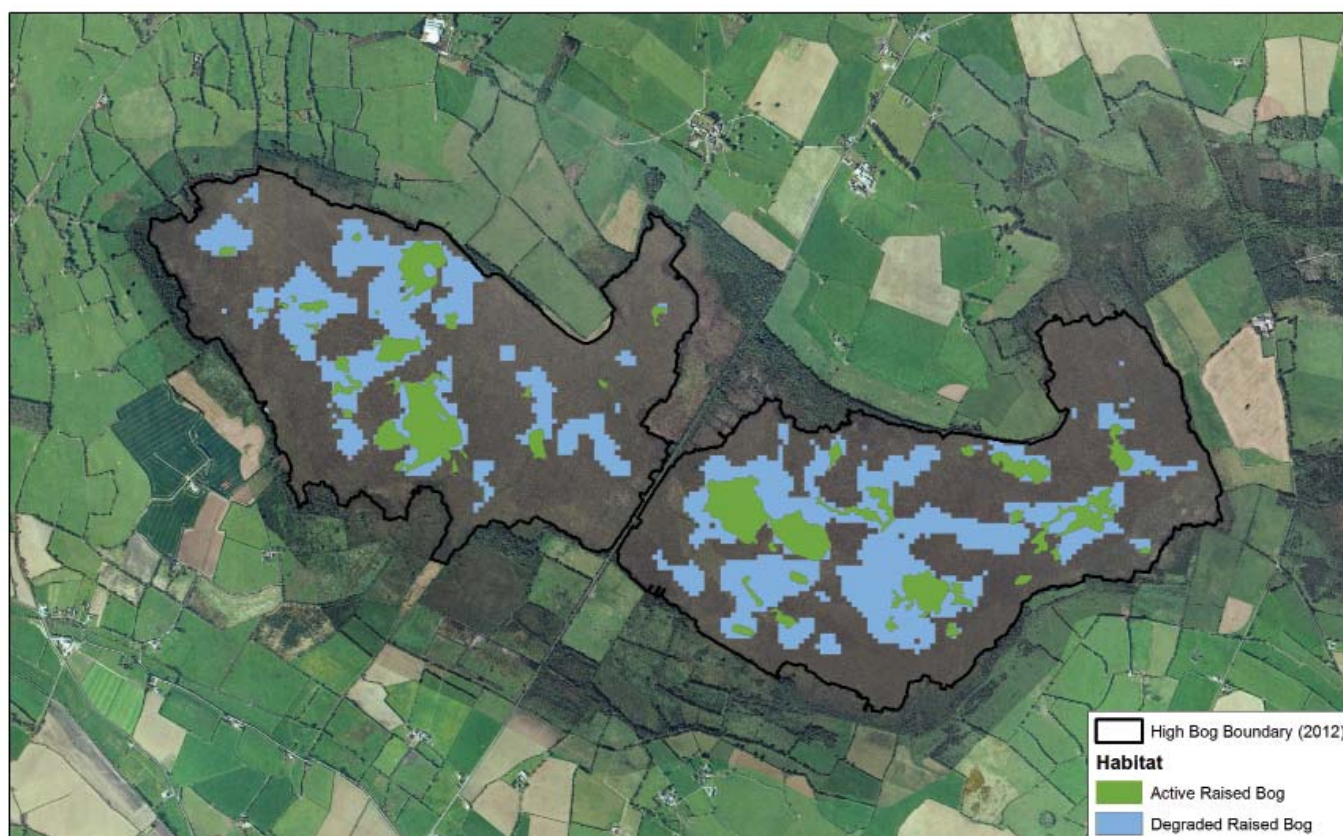 High Bog Boundary (2012)
Habitat
Active Raised Bog
Degraded Raised Bog